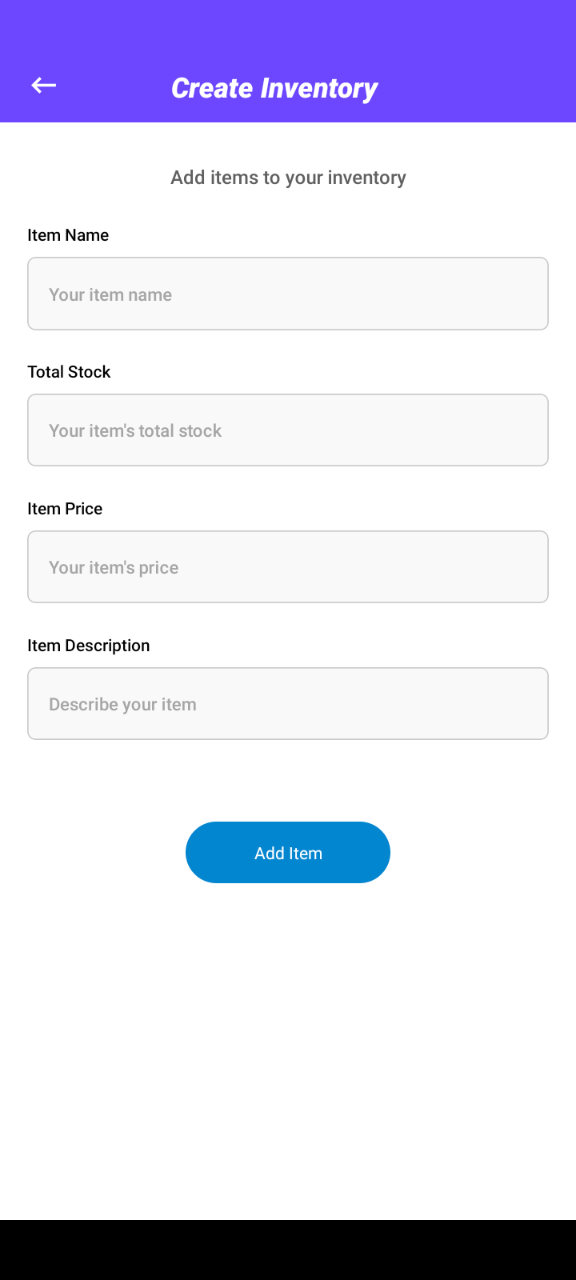 Create Inventory
Add items to your inventory
Item Name
Your item name
Total Stock
Your item's total stock
Item Price
Your item's price
Item Description
Describe your item
Add Item